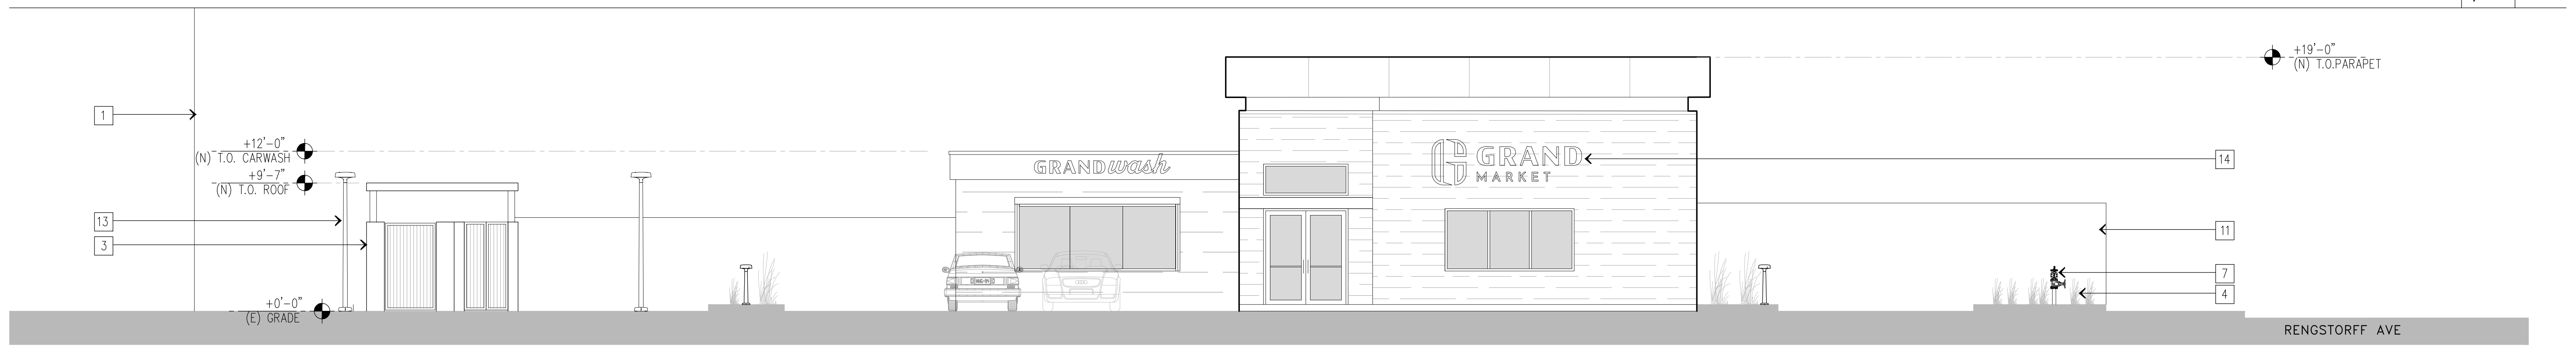 +19'-0"
(N) T.O.PARAPET
1
+12'-0"
(N) T.O. CARWASH
GRANDwash
GRAND
MARKET
14
+9'-7"
(N) T.O. ROOF
13
3
11
7
4
+0'-0"
(E) GRADE
RENGSTORFF AVE